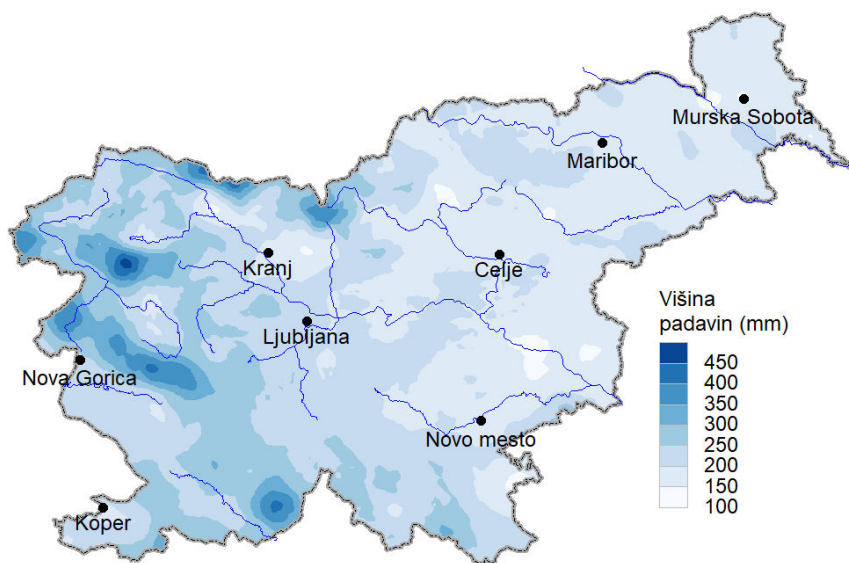 Murska Sobota
Maribor
Kranj
Celje
Ljubljana
Nova Gorica
Novo mesto
Koper
Višina
padavin (mm)
450
400
350
300
250
200
150
100